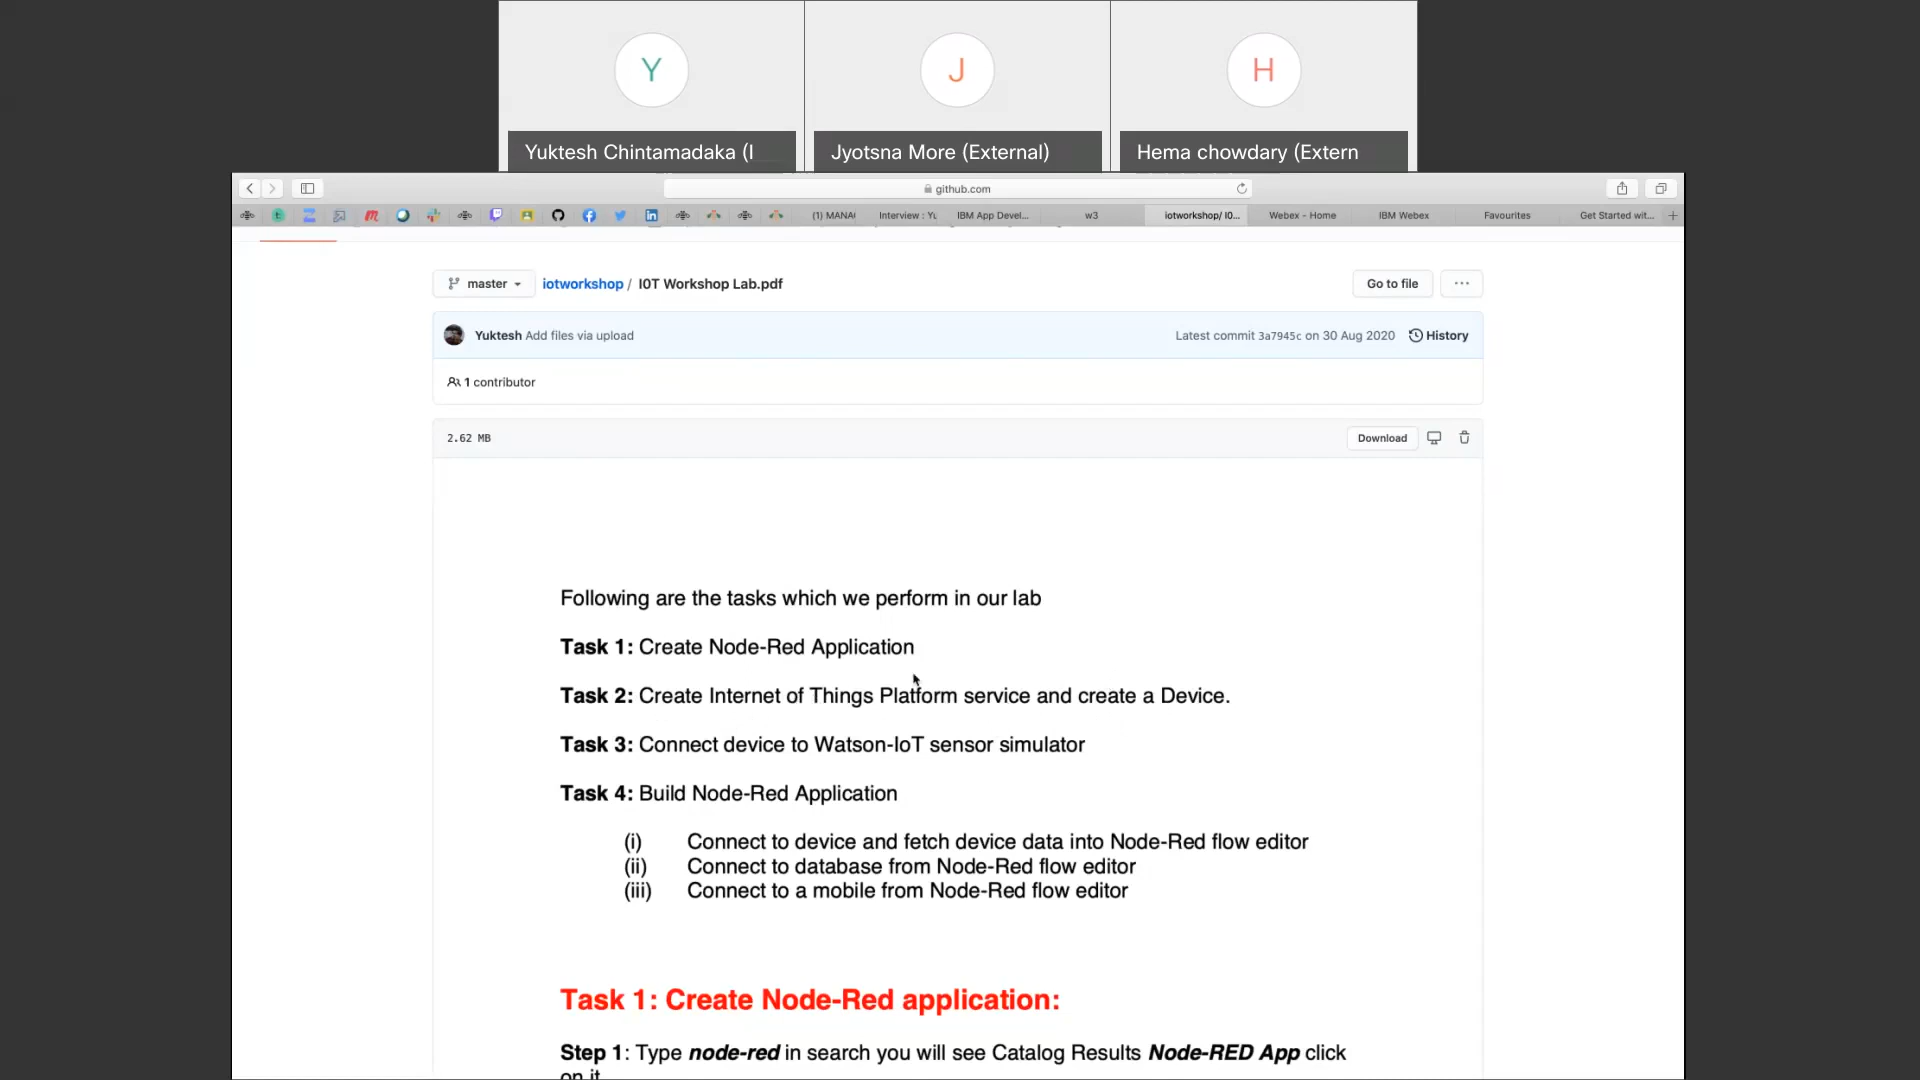 Y
J
H
Yuktesh Chintamadaka (I
Jyotsna More (External)
Hema chowdary (Extern
github.com
(1) MANA
Interview : Yu
IBM App Devel...
w3
iotworkshop/ I0...
Webex - Home
IBM Webex
Favourites
Get Started wit...
master
iotworkshop / I0T Workshop Lab.pdf
Go to file
...
Yuktesh Add files via upload
Latest commit 3a7945c on 30 Aug 2020
History
1 contributor
2.62 MB
Download
Following are the tasks which we perform in our lab
Task 1: Create Node-Red Application
Task 2: Create Internet of Things Platform service and create a Device.
Task 3: Connect device to Watson-IoT sensor simulator
Task 4: Build Node-Red Application
(i) Connect to device and fetch device data into Node-Red flow editor
(ii) Connect to database from Node-Red flow editor
(iii) Connect to a mobile from Node-Red flow editor
Task 1: Create Node-Red application:
Step 1: Type node-red in search you will see Catalog Results Node-RED App click
on it